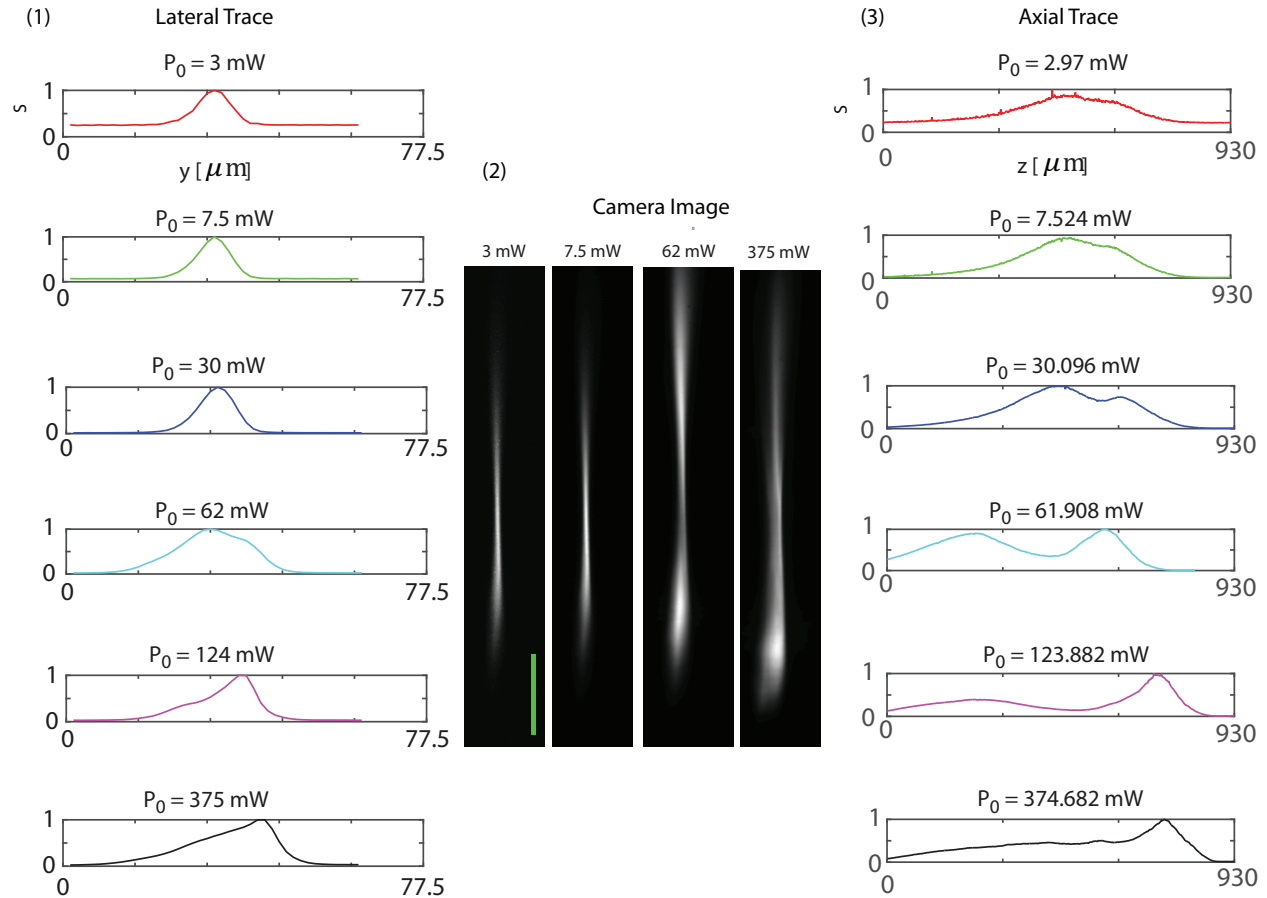 (1)
Lateral Trace
P0 = 3 mW
s
1
0
0
77.5
y [ μm]
P0 = 7.5 mW
1
0
0
77.5
P0 = 30 mW
1
0
0
77.5
P0 = 62 mW
1
0
0
77.5
P0 = 124 mW
1
0
0
77.5
P0 = 375 mW
1
0
0
77.5
(2)
Camera Image
3 mW
7.5 mW
62 mW
375 mW
(3)
Axial Trace
P0 = 2.97 mW
s
1
0
0
930
z [ μm]
P0 = 7.524 mW
1
0
0
930
P0 = 30.096 mW
1
0
0
930
P0 = 61.908 mW
1
0
0
930
P0 = 123.882 mW
1
0
0
930
P0 = 374.682 mW
1
0
0
930